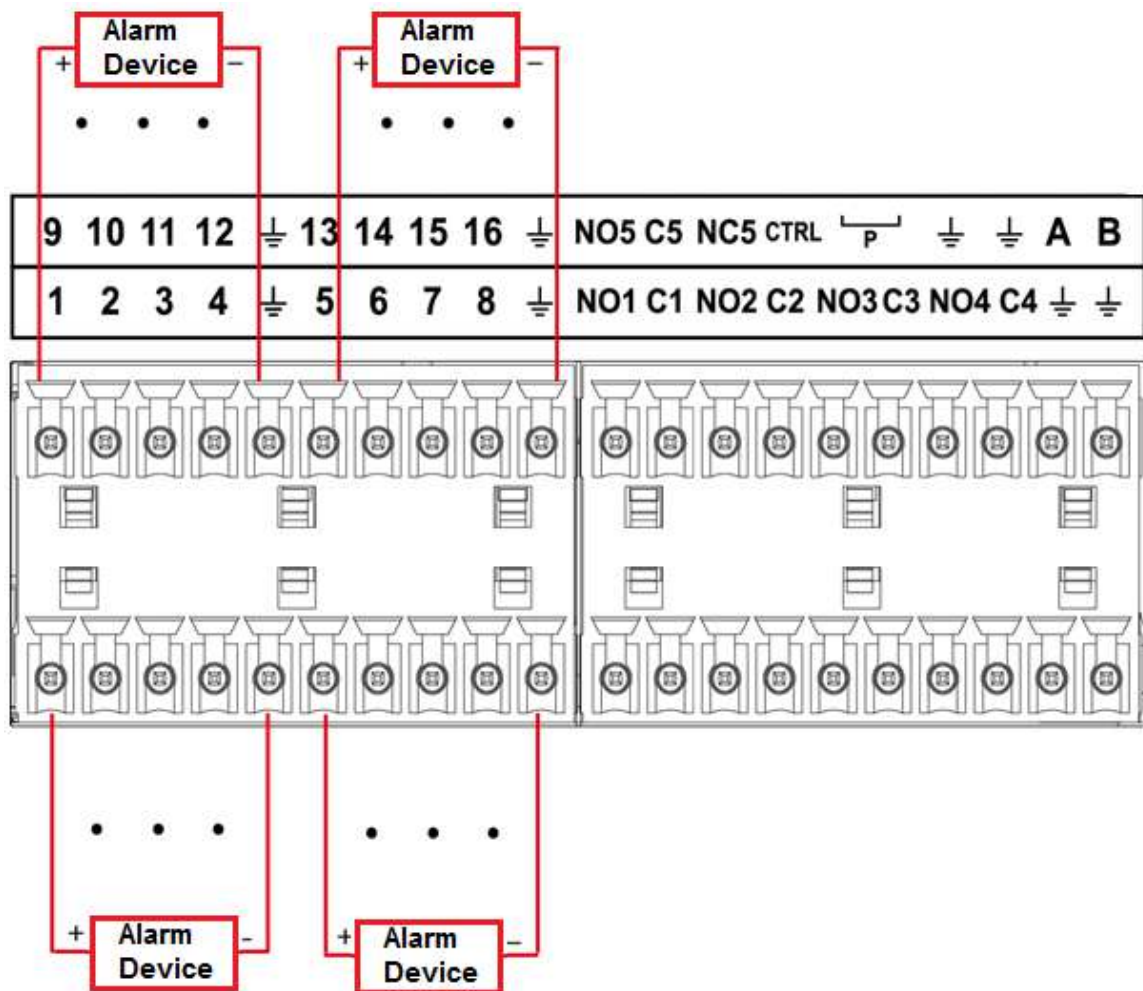 Alarm
Device
+ −
Alarm
Device
+ −
9 10 11 12 ⏚ 13 14 15 16 ⏚ NO5 C5 NC5 CTRL P ⏚ ⏚ A B
1 2 3 4 ⏚ 5 6 7 8 ⏚ NO1 C1 NO2 C2 NO3 C3 NO4 C4 ⏚ ⏚
+ -
Alarm
Device
+ −
Alarm
Device